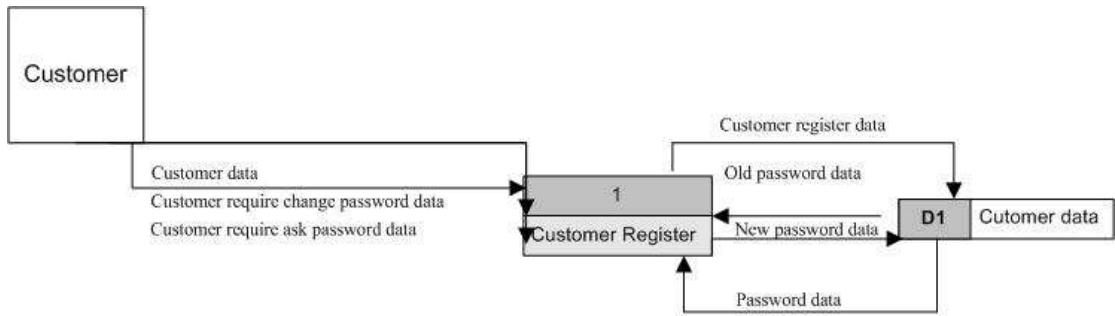 Customer
Customer register data
Customer data
Old password data
1
Customer require change password data
D1
Cutomer data
Customer require ask password data
Customer Register
New password data
Password data